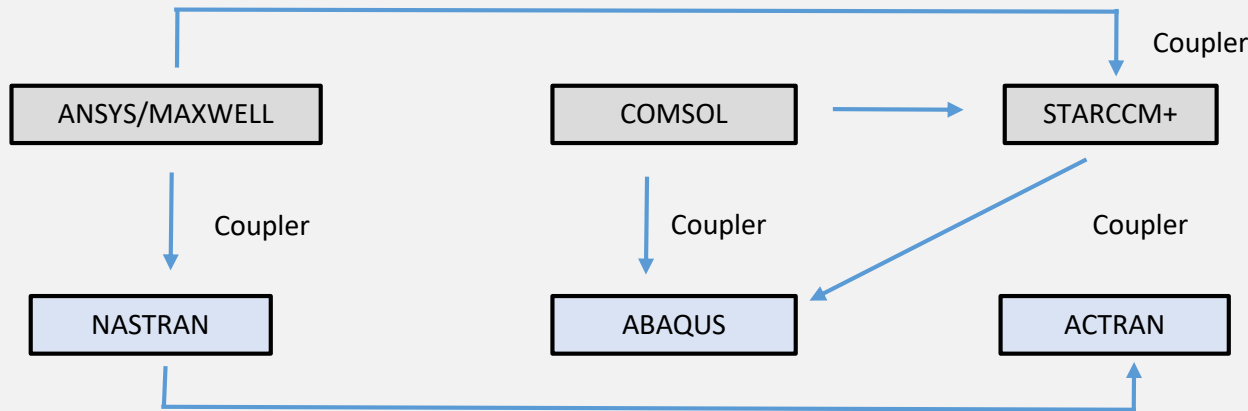 Coupler
ANSYS/MAXWELL
COMSOL
STARCCM+
Coupler
Coupler
Coupler
NASTRAN
ABAQUS
ACTRAN